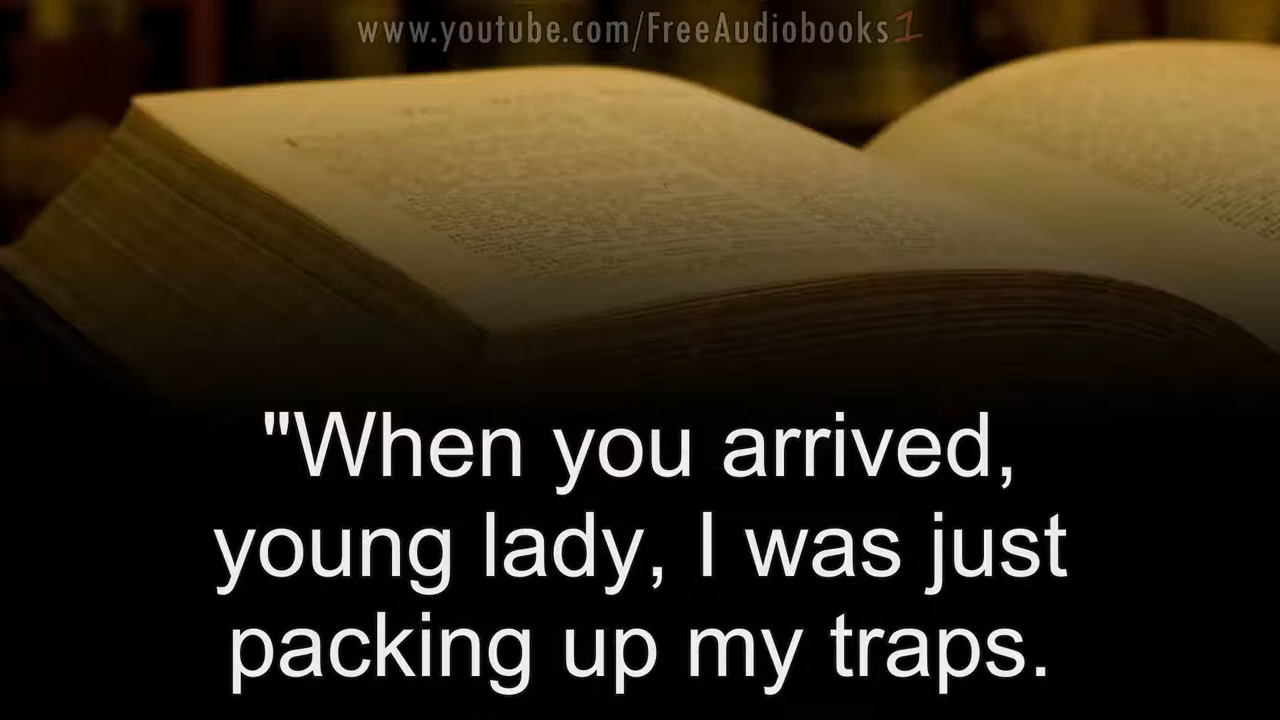 www.youtube.com/FreeAudiobooks1
"When you arrived,
young lady, I was just
packing up my traps.